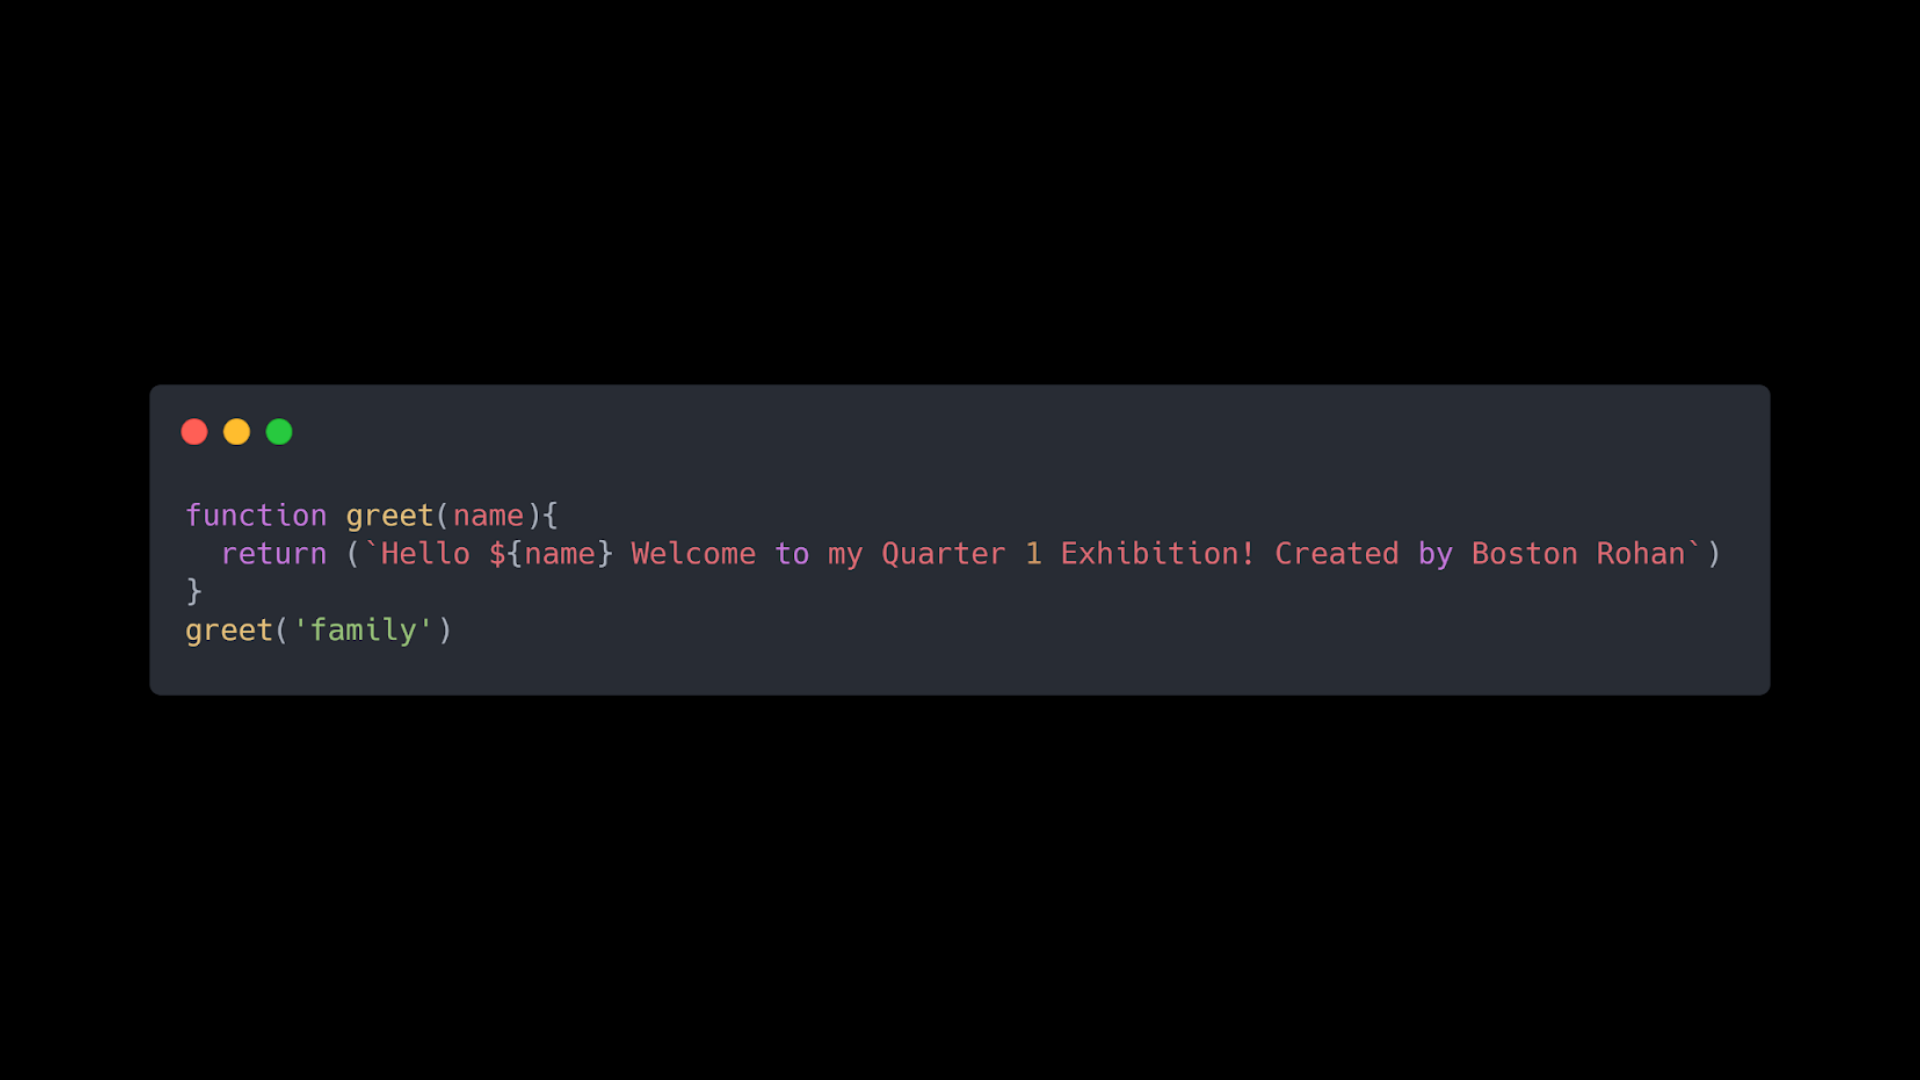 function greet(name){
  return (`Hello ${name} Welcome to my Quarter 1 Exhibition! Created by Boston Rohan`)
}
greet('family')